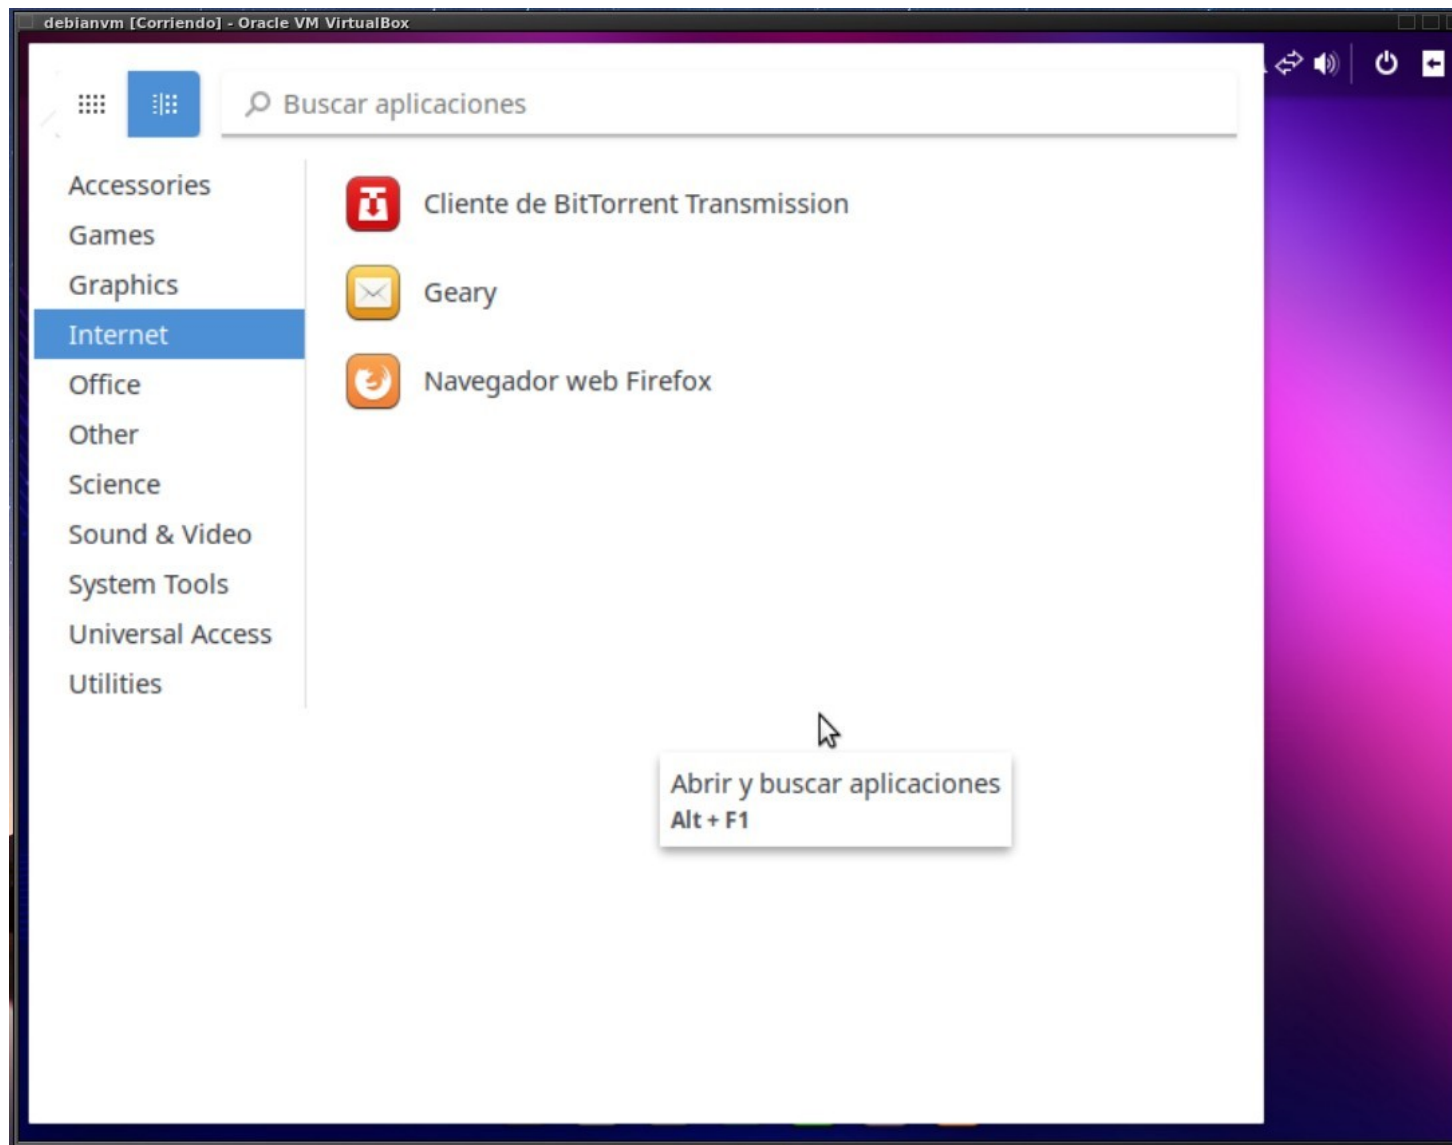 debianvm [Corriendo] - Oracle VM VirtualBox
Buscar aplicaciones
Accessories
Games
Graphics
Internet
Office
Other
Science
Sound & Video
System Tools
Universal Access
Utilities
Cliente de BitTorrent Transmission
Geary
Navegador web Firefox
Abrir y buscar aplicaciones
Alt + F1